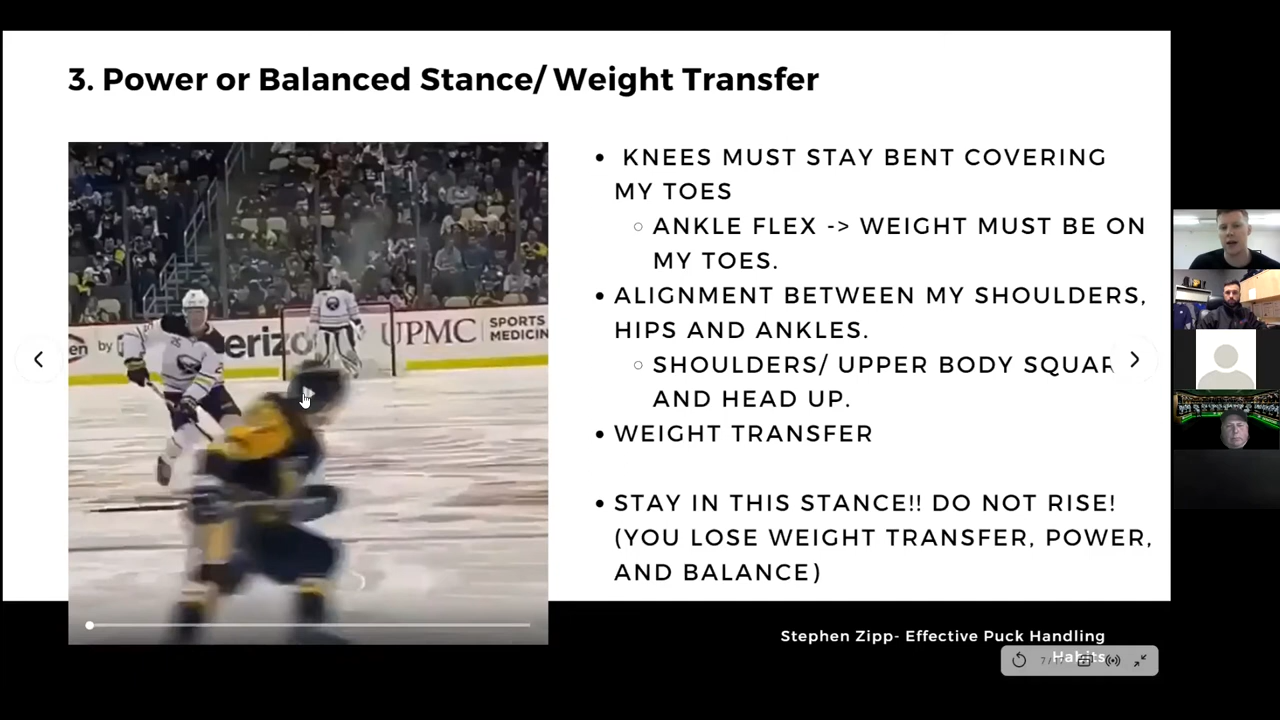 3. Power or Balanced Stance/ Weight Transfer
KNEES MUST STAY BENT COVERING
MY TOES
ANKLE FLEX -> WEIGHT MUST BE ON
MY TOES.
ALIGNMENT BETWEEN MY SHOULDERS,
HIPS AND ANKLES.
SHOULDERS/ UPPER BODY SQUAR
AND HEAD UP.
WEIGHT TRANSFER
STAY IN THIS STANCE!! DO NOT RISE!
(YOU LOSE WEIGHT TRANSFER, POWER,
AND BALANCE)
by
erizo
UPMC SPORTS
MEDICIN
Stephen Zipp- Effective Puck Handling
Habits